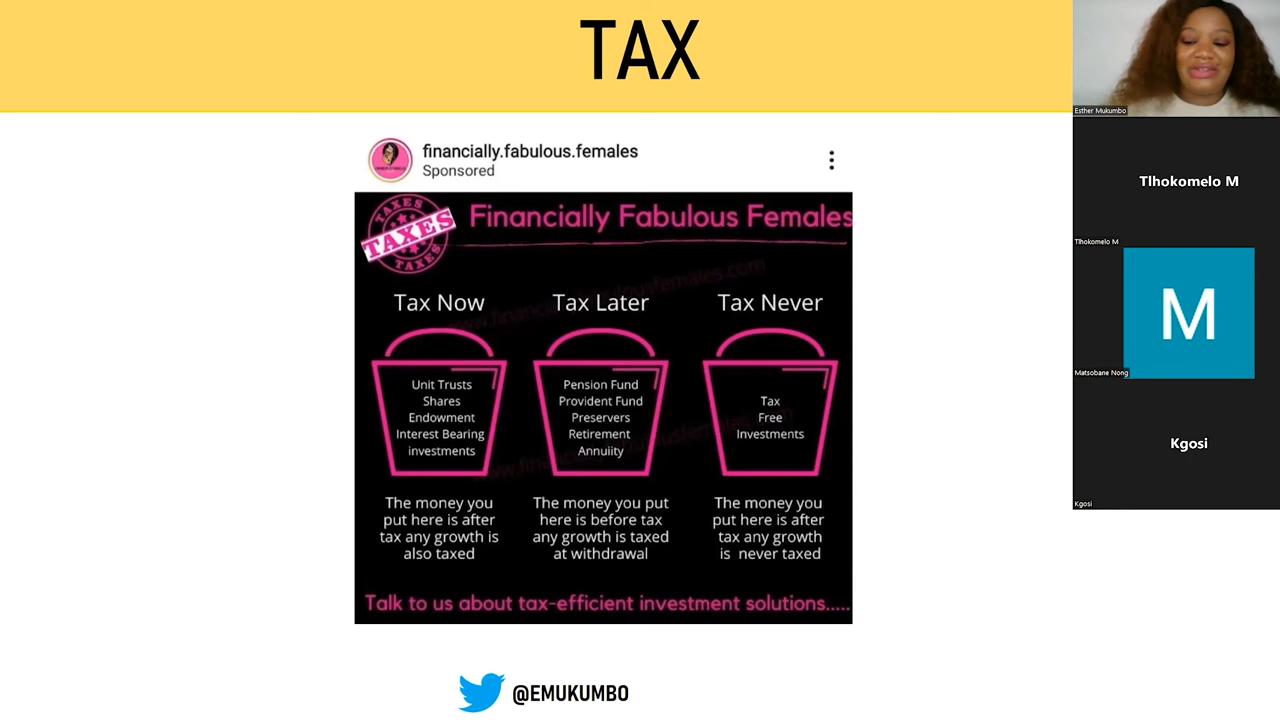 TAX
financially.fabulous.females
Sponsored
TAXES
TAXES
TAXES
Financially Fabulous Females
Tax Now
Unit Trusts
Shares
Endowment
Interest Bearing
investments
The money you
put here is after
tax any growth is
also taxed
Tax Later
Pension Fund
Provident Fund
Preservers
Retirement
Annuiity
The money you put
here is before tax
any growth is taxed
at withdrawal
Tax Never
Tax
Free
Investments
The money you
put here is after
tax any growth
is never taxed
Talk to us about tax-efficient investment solutions.....
@EMUKUMBO
Esther Mukumbo
Tlhokomelo M
Tlhokomelo M
M
Matsobane Nong
Kgosi
Kgosi